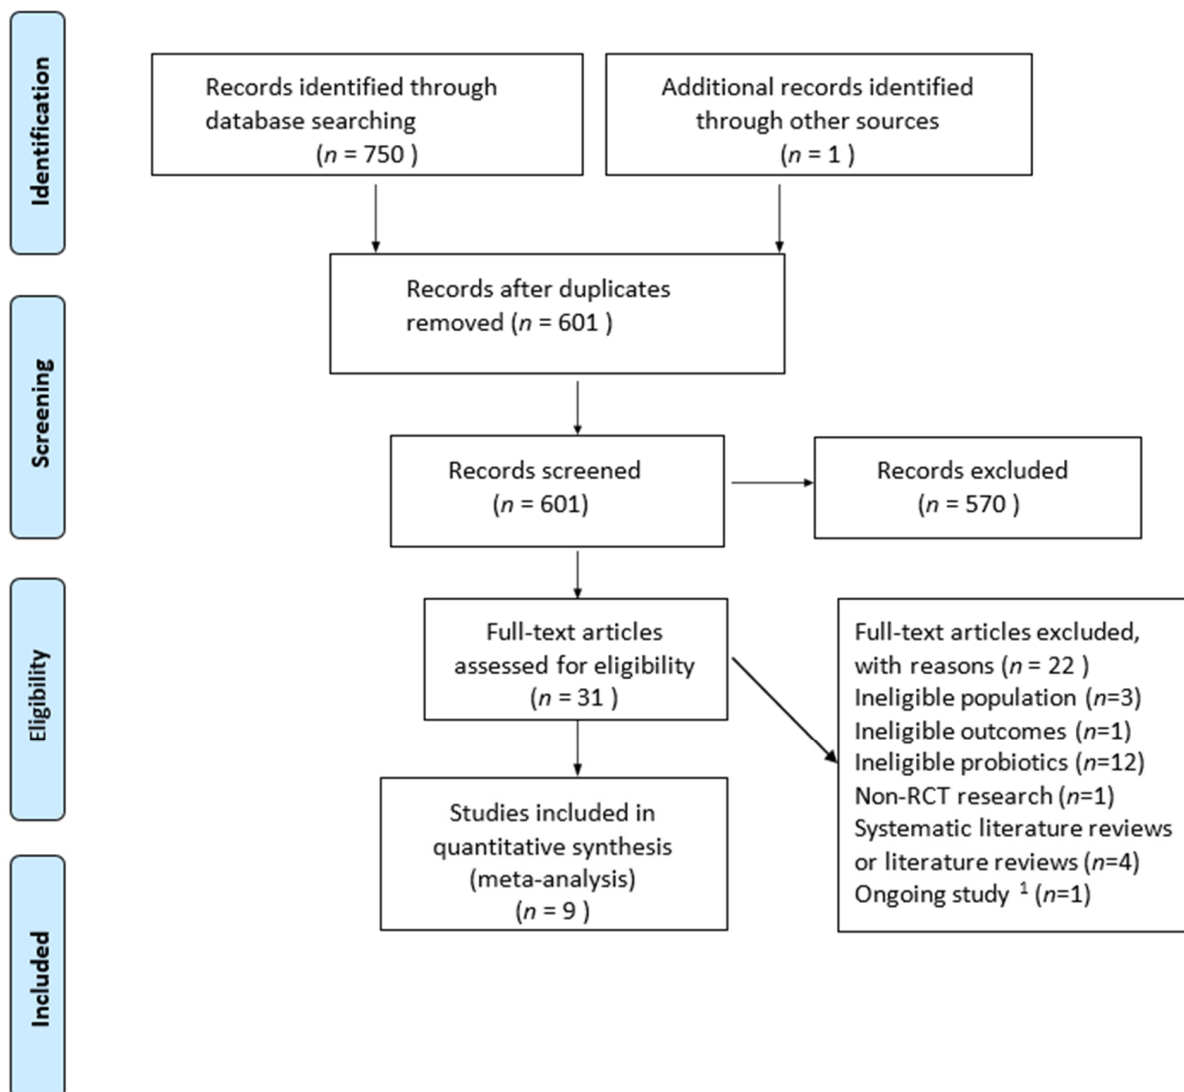 Identification
Records identified through
database searching
(n = 750 )
Additional records identified
through other sources
(n = 1 )
Records after duplicates
removed (n = 601 )
Screening
Records screened
(n = 601)
Records excluded
(n = 570 )
Eligibility
Full-text articles
assessed for eligibility
(n = 31 )
Full-text articles excluded,
with reasons (n = 22 )
Ineligible population (n=3)
Ineligible outcomes (n=1)
Ineligible probiotics (n=12)
Non-RCT research (n=1)
Systematic literature reviews
or literature reviews (n=4)
Ongoing study ¹ (n=1)
Included
Studies included in
quantitative synthesis
(meta-analysis)
(n = 9 )